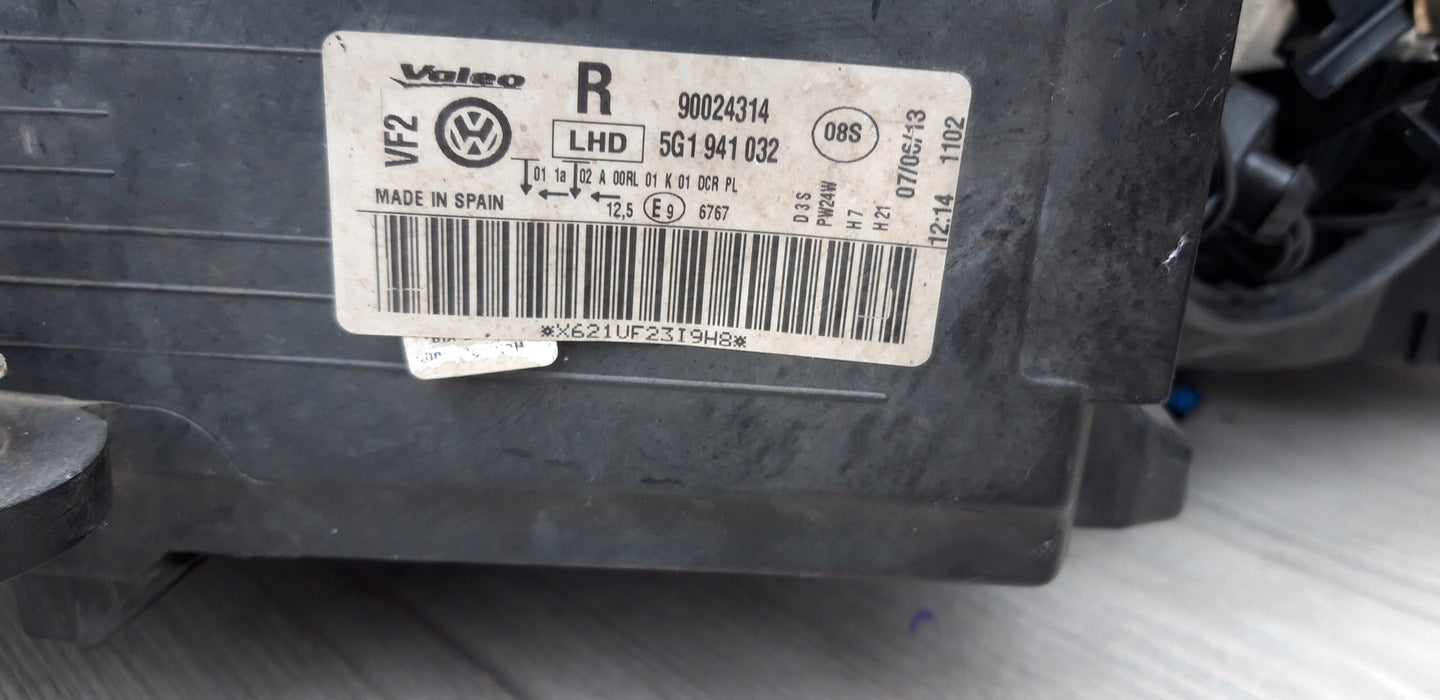 Valeo
R
90024314
VF2
LHD
5G1 941 032
08S
01 1a 02 A 00RL 01 K 01 DCR PL
MADE IN SPAIN
12,5 E9 6767
D3S
PW24W
H7
H21
07/06/13
12:14 1102
*X621VF23I9H8*